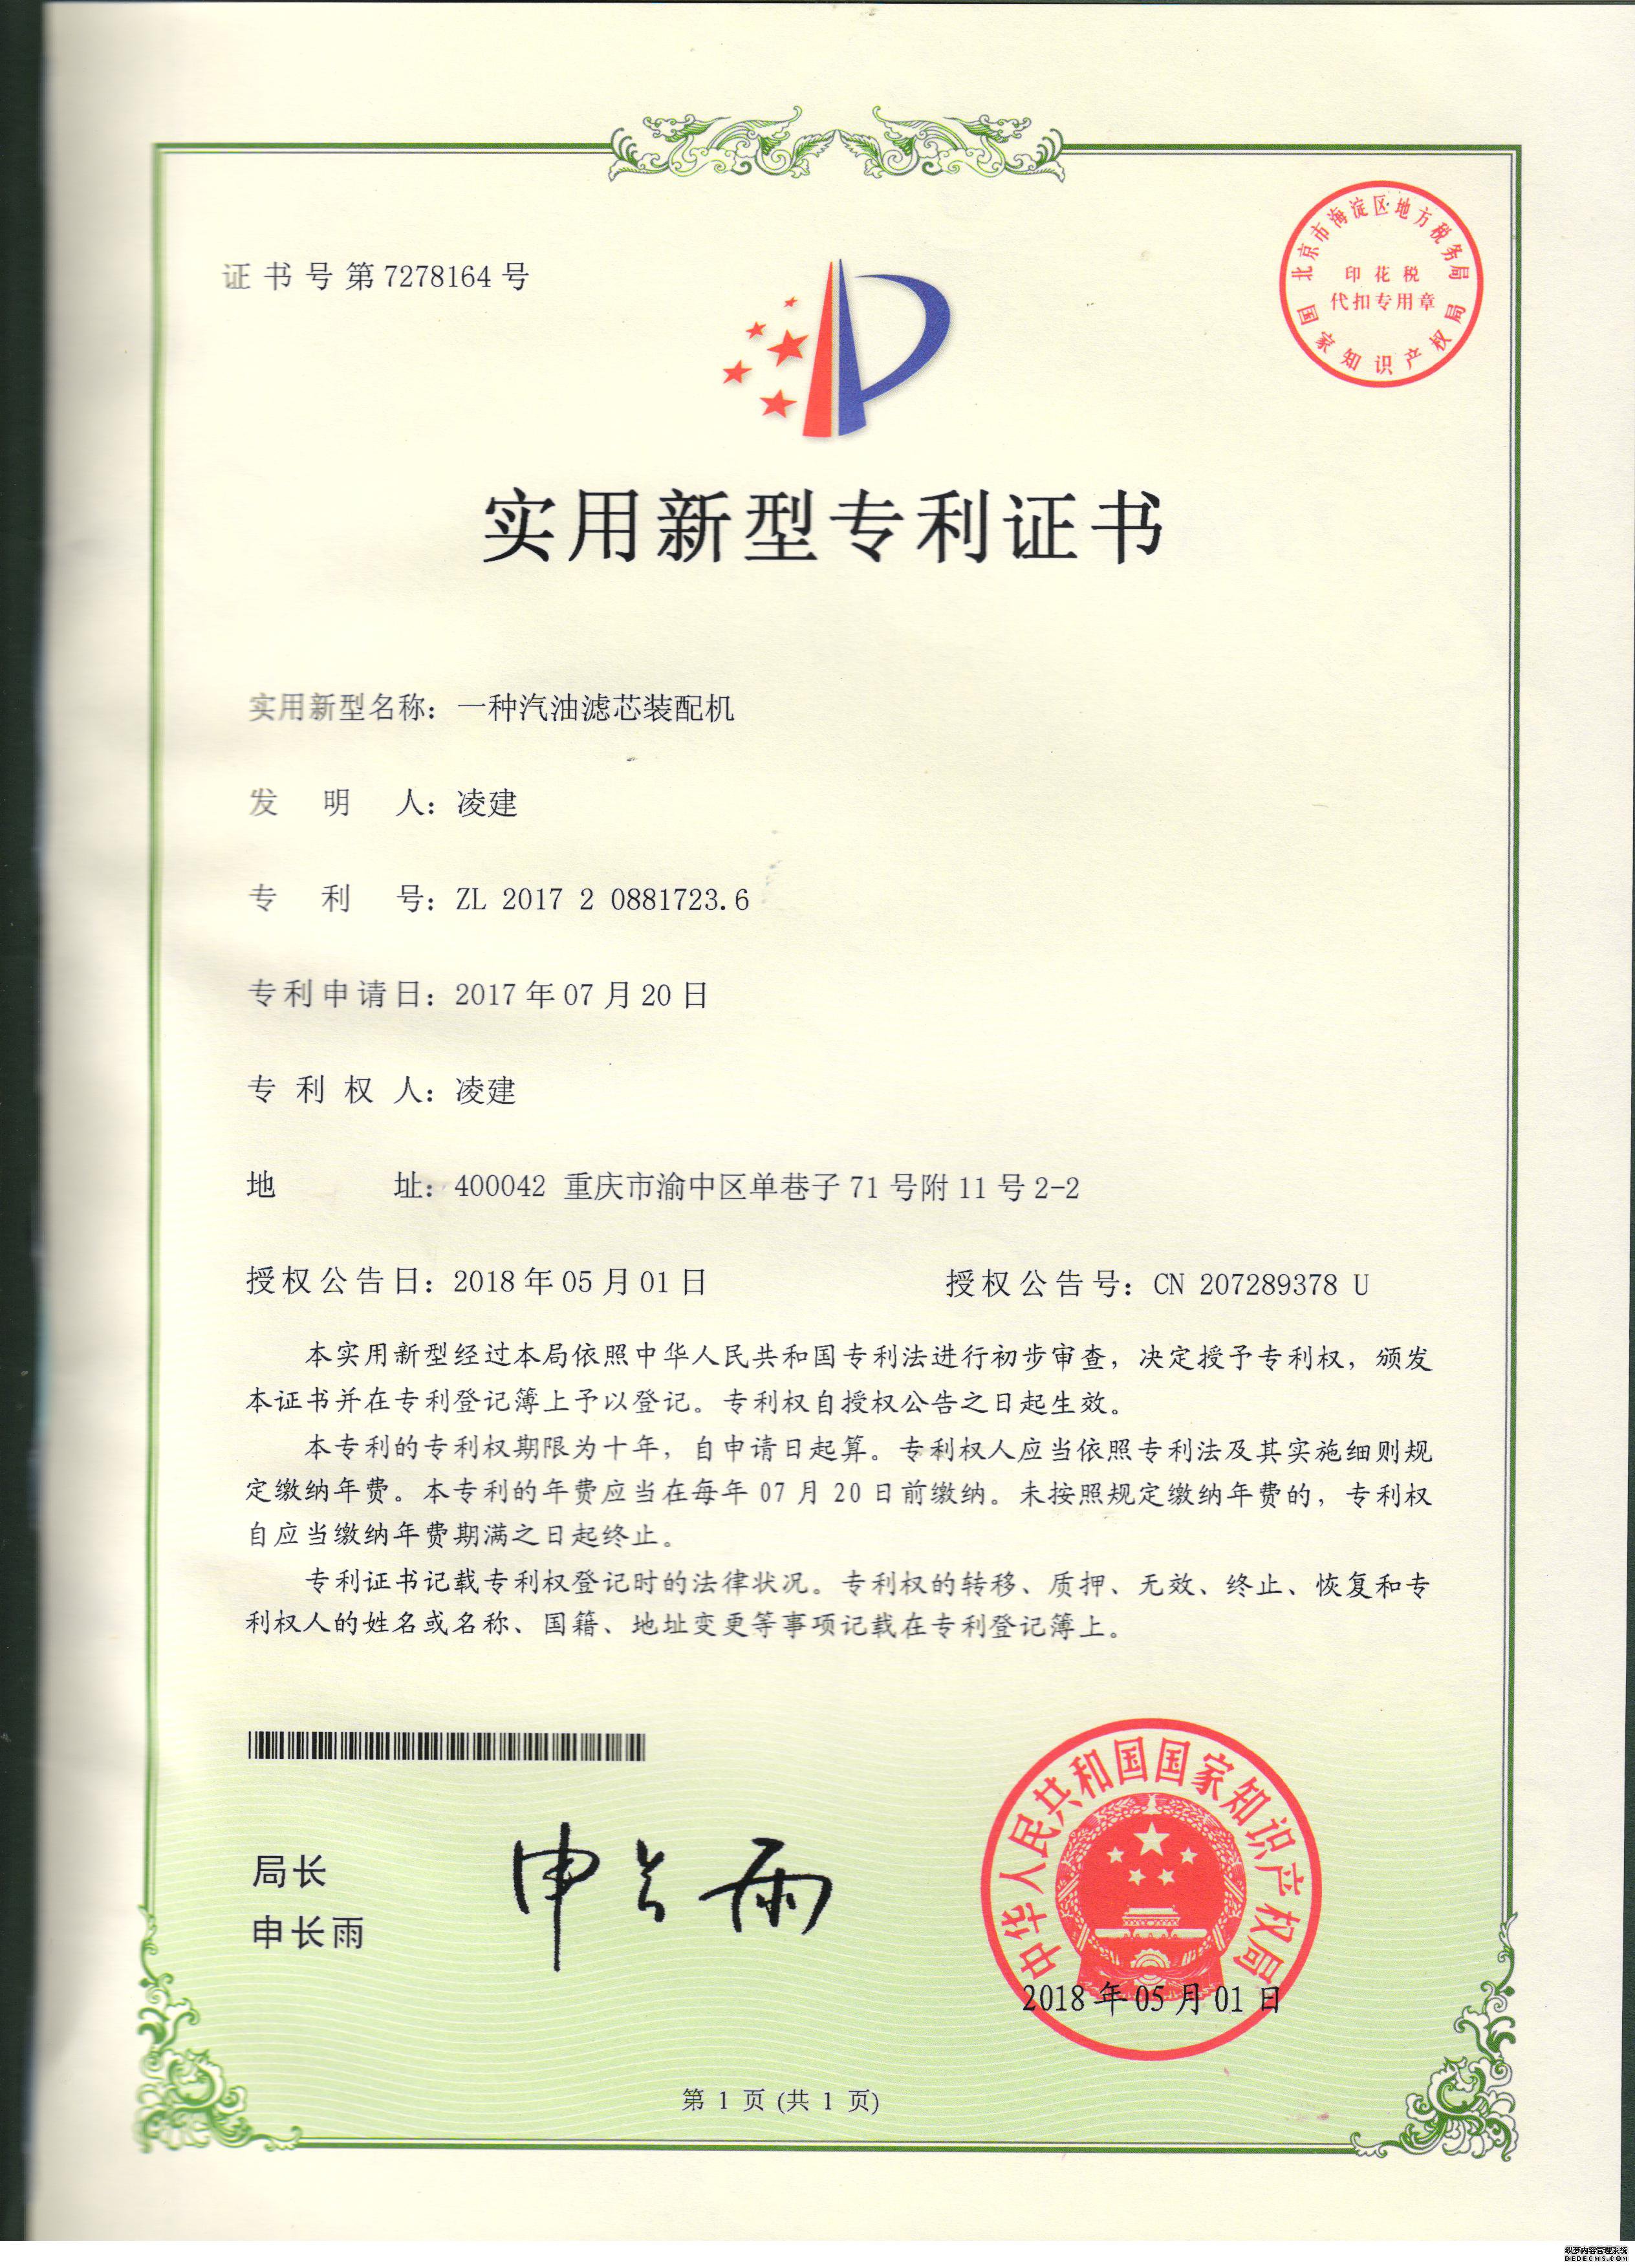 证书号第7278164号
北京市海淀区地方税务局
印花税
代扣专用章
国家知识产权局
实用新型专利证书
实用新型名称：一种汽油滤芯装配机
发明人：凌建
专利号：ZL 2017 2 0881723.6
专利申请日：2017年07月20日
专利权人：凌建
地址：400042 重庆市渝中区单巷子71号附11号2-2
授权公告日：2018年05月01日 授权公告号：CN 207289378 U
本实用新型经过本局依照中华人民共和国专利法进行初步审查，决定授予专利权，颁发
本证书并在专利登记簿上予以登记。专利权自授权公告之日起生效。
本专利的专利权期限为十年，自申请日起算。专利权人应当依照专利法及其实施细则规
定缴纳年费。本专利的年费应当在每年07月20日前缴纳。未按照规定缴纳年费的，专利权
自应当缴纳年费期满之日起终止。
专利证书记载专利权登记时的法律状况。专利权的转移、质押、无效、终止、恢复和专
利权人的姓名或名称、国籍、地址变更等事项记载在专利登记簿上。
局长
申长雨
申长雨
中华人民共和国国家知识产权局
2018年05月01日
第 1 页 (共 1 页)
织梦内容管理系统
DEDECMS.COM